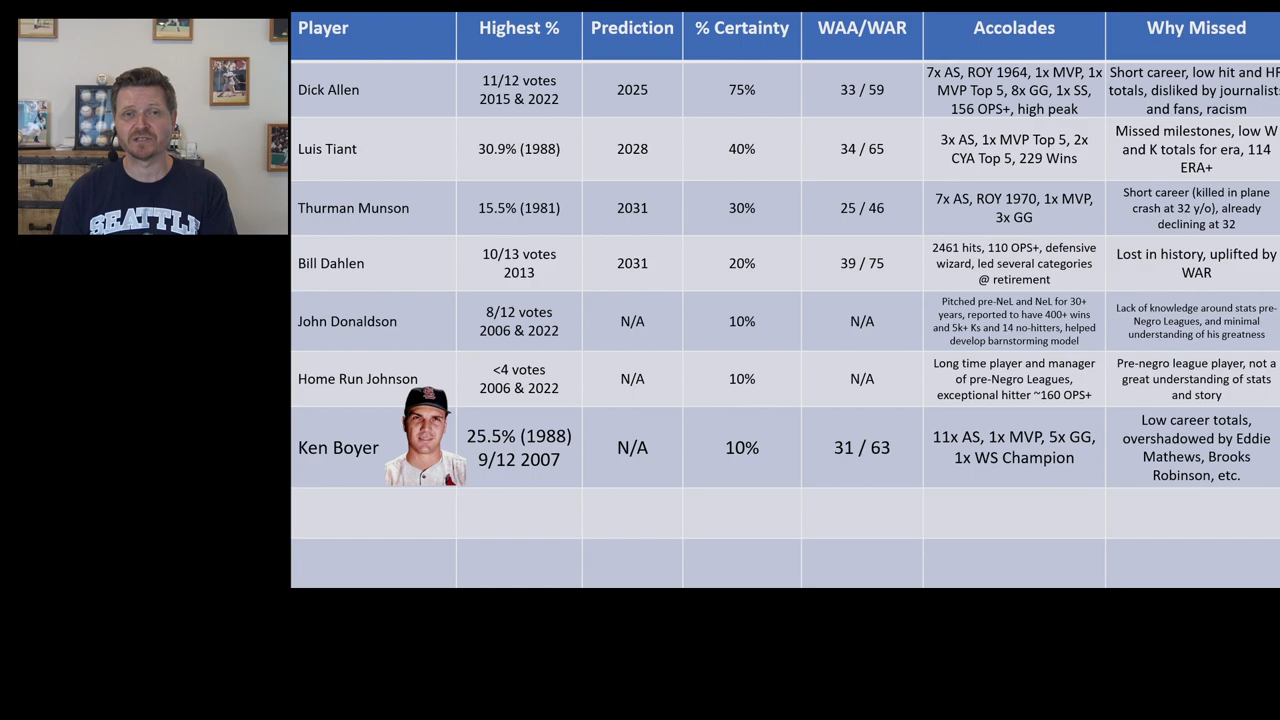 Player Highest % Prediction % Certainty WAA/WAR Accolades Why Missed
Dick Allen
11/12 votes
2015 & 2022
2025
75%
33 / 59
7x AS, ROY 1964, 1x MVP, 1x
MVP Top 5, 8x GG, 1x SS,
156 OPS+, high peak
Short career, low hit and HR
totals, disliked by journalists
and fans, racism
Luis Tiant
30.9% (1988)
2028
40%
34 / 65
3x AS, 1x MVP Top 5, 2x
CYA Top 5, 229 Wins
Missed milestones, low W
and K totals for era, 114
ERA+
Thurman Munson
15.5% (1981)
2031
30%
25 / 46
7x AS, ROY 1970, 1x MVP,
3x GG
Short career (killed in plane
crash at 32 y/o), already
declining at 32
Bill Dahlen
10/13 votes
2013
2031
20%
39 / 75
2461 hits, 110 OPS+, defensive
wizard, led several categories
@ retirement
Lost in history, uplifted by
WAR
John Donaldson
8/12 votes
2006 & 2022
N/A
10%
N/A
Pitched pre-NeL and NeL for 30+
years, reported to have 400+ wins
and 5k+ Ks and 14 no-hitters, helped
develop barnstorming model
Lack of knowledge around stats pre-
Negro Leagues, and minimal
understanding of his greatness
Home Run Johnson
<4 votes
2006 & 2022
N/A
10%
N/A
Long time player and manager
of pre-Negro Leagues,
exceptional hitter ~160 OPS+
Pre-negro league player, not a
great understanding of stats
and story
Ken Boyer
25.5% (1988)
9/12 2007
N/A
10%
31 / 63
11x AS, 1x MVP, 5x GG,
1x WS Champion
Low career totals,
overshadowed by Eddie
Mathews, Brooks
Robinson, etc.
SEATTLE